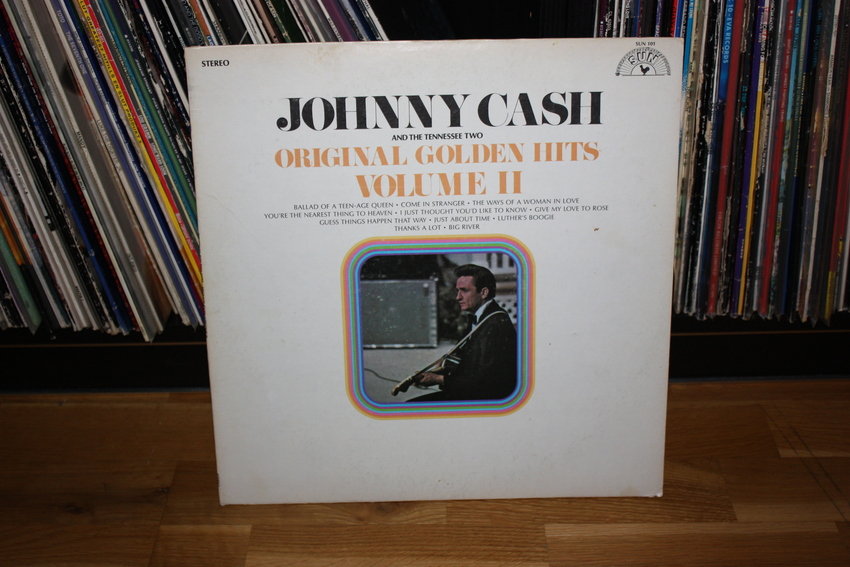 STEREO
SUN 101
SUN
JOHNNY CASH
AND THE TENNESSEE TWO
ORIGINAL GOLDEN HITS
VOLUME II
BALLAD OF A TEEN-AGE QUEEN • COME IN STRANGER • THE WAYS OF A WOMAN IN LOVE
YOU'RE THE NEAREST THING TO HEAVEN • I JUST THOUGHT YOU'D LIKE TO KNOW • GIVE MY LOVE TO ROSE
GUESS THINGS HAPPEN THAT WAY • JUST ABOUT TIME • LUTHER'S BOOGIE
THANKS A LOT • BIG RIVER